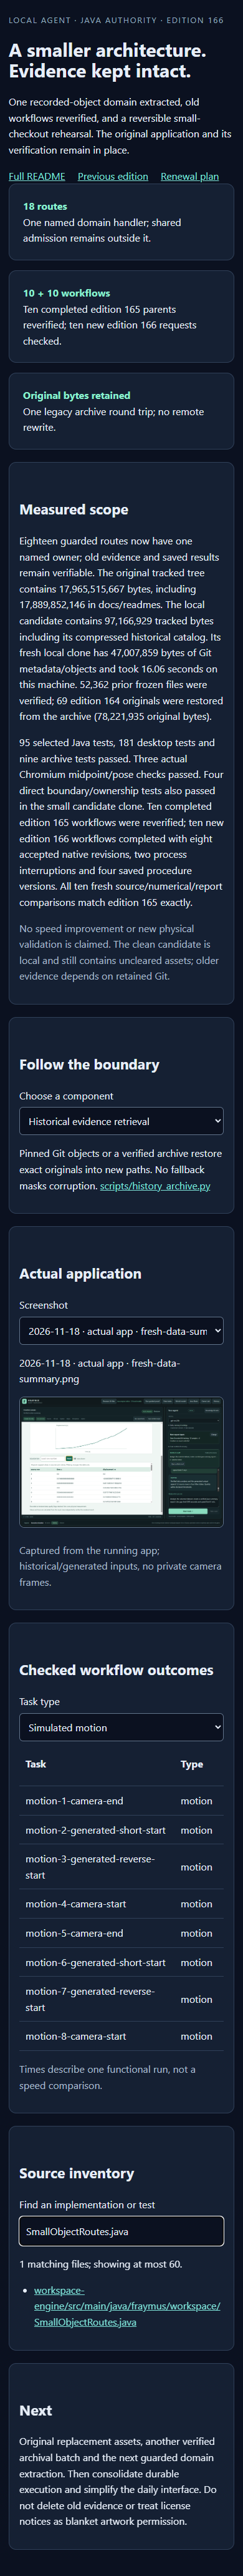 LOCAL AGENT · JAVA AUTHORITY · EDITION 166
A smaller architecture.
Evidence kept intact.
One recorded-object domain extracted, old
workflows reverified, and a reversible small-
checkout rehearsal. The original application and its
verification remain in place.
Full README Previous edition Renewal plan
18 routes
One named domain handler; shared
admission remains outside it.
10 + 10 workflows
Ten completed edition 165 parents
reverified; ten new edition 166 requests
checked.
Original bytes retained
One legacy archive round trip; no remote
rewrite.
Measured scope
Eighteen guarded routes now have one
named owner; old evidence and saved results
remain verifiable. The original tracked tree
contains 17,965,515,667 bytes, including
17,889,852,146 in docs/readmes. The local
candidate contains 97,166,929 tracked bytes
including its compressed historical catalog. Its
fresh local clone has 47,007,859 bytes of Git
metadata/objects and took 16.06 seconds on
this machine. 52,362 prior frozen files were
verified; 69 edition 164 originals were restored
from the archive (78,221,935 original bytes).
95 selected Java tests, 181 desktop tests and
nine archive tests passed. Three actual
Chromium midpoint/pose checks passed. Four
direct boundary/ownership tests also passed
in the small candidate clone. Ten completed
edition 165 workflows were reverified; ten new
edition 166 workflows completed with eight
accepted native revisions, two process
interruptions and four saved procedure
versions. All ten fresh source/numerical/report
comparisons match edition 165 exactly.
No speed improvement or new physical
validation is claimed. The clean candidate is
local and still contains uncleared assets; older
evidence depends on retained Git.
Follow the boundary
Choose a component
Historical evidence retrieval
Pinned Git objects or a verified archive restore
exact originals into new paths. No fallback
masks corruption. scripts/history_archive.py
Actual application
Screenshot
2026-11-18 · actual app · fresh-data-sum
2026-11-18 · actual app · fresh-data-
summary.png
Captured from the running app;
historical/generated inputs, no private camera
frames.
Checked workflow outcomes
Task type
Simulated motion
Task Type
motion-1-camera-end motion
motion-2-generated-short-start motion
motion-3-generated-reverse-
start motion
motion-4-camera-start motion
motion-5-camera-end motion
motion-6-generated-short-start motion
motion-7-generated-reverse-
start motion
motion-8-camera-start motion
Times describe one functional run, not a
speed comparison.
Source inventory
Find an implementation or test
SmallObjectRoutes.java
1 matching files; showing at most 60.
workspace-
engine/src/main/java/fraymus/workspace/
SmallObjectRoutes.java
Next
Original replacement assets, another verified
archival batch and the next guarded domain
extraction. Then consolidate durable
execution and simplify the daily interface. Do
not delete old evidence or treat license
notices as blanket artwork permission.